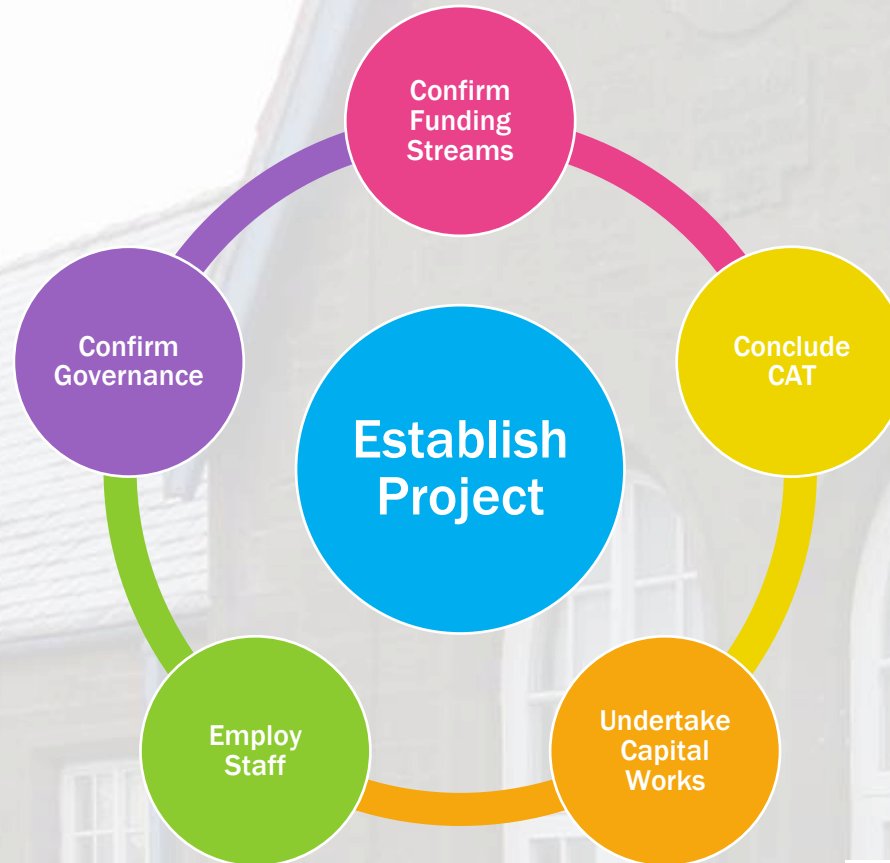 Confirm
Funding
Streams
Conclude
CAT
Undertake
Capital
Works
Employ
Staff
Confirm
Governance
Establish
Project